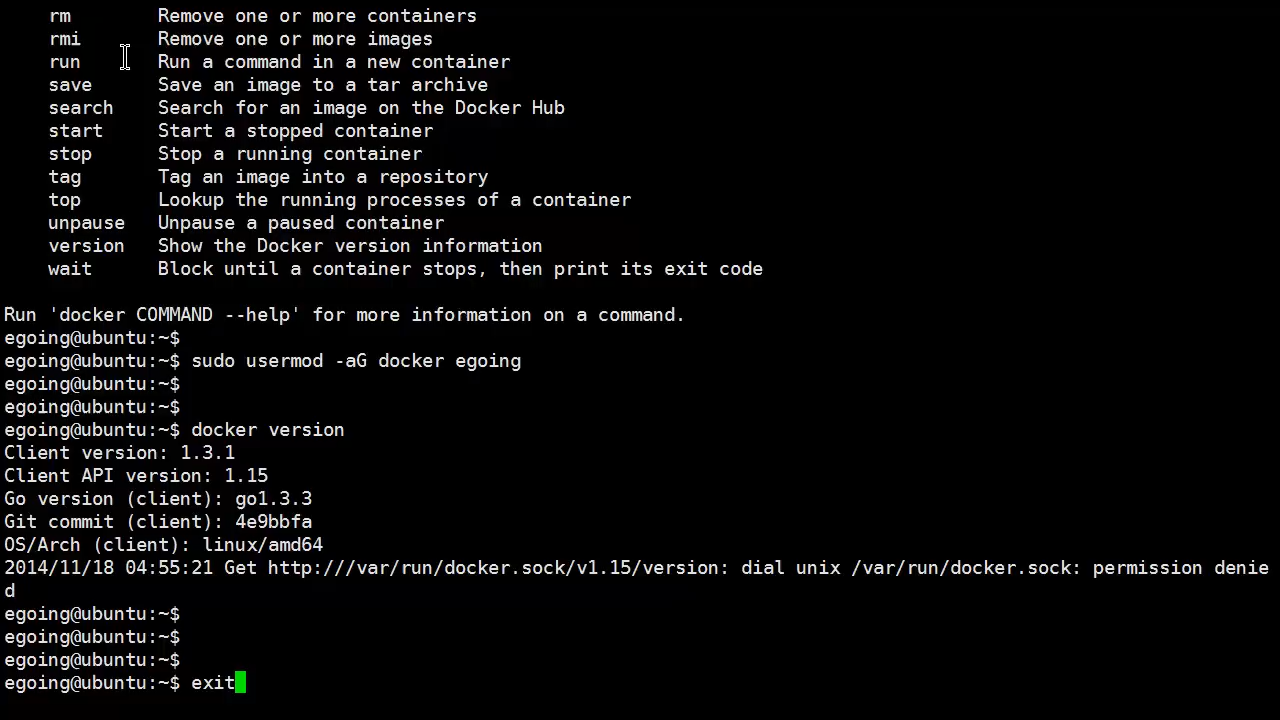 rm Remove one or more containers
rmi Remove one or more images
run Run a command in a new container
save Save an image to a tar archive
search Search for an image on the Docker Hub
start Start a stopped container
stop Stop a running container
tag Tag an image into a repository
top Lookup the running processes of a container
unpause Unpause a paused container
version Show the Docker version information
wait Block until a container stops, then print its exit code
Run 'docker COMMAND --help' for more information on a command.
egoing@ubuntu:~$
egoing@ubuntu:~$ sudo usermod -aG docker egoing
egoing@ubuntu:~$
egoing@ubuntu:~$
egoing@ubuntu:~$ docker version
Client version: 1.3.1
Client API version: 1.15
Go version (client): go1.3.3
Git commit (client): 4e9bbfa
OS/Arch (client): linux/amd64
2014/11/18 04:55:21 Get http:///var/run/docker.sock/v1.15/version: dial unix /var/run/docker.sock: permission denie
d
egoing@ubuntu:~$
egoing@ubuntu:~$
egoing@ubuntu:~$
egoing@ubuntu:~$ exit